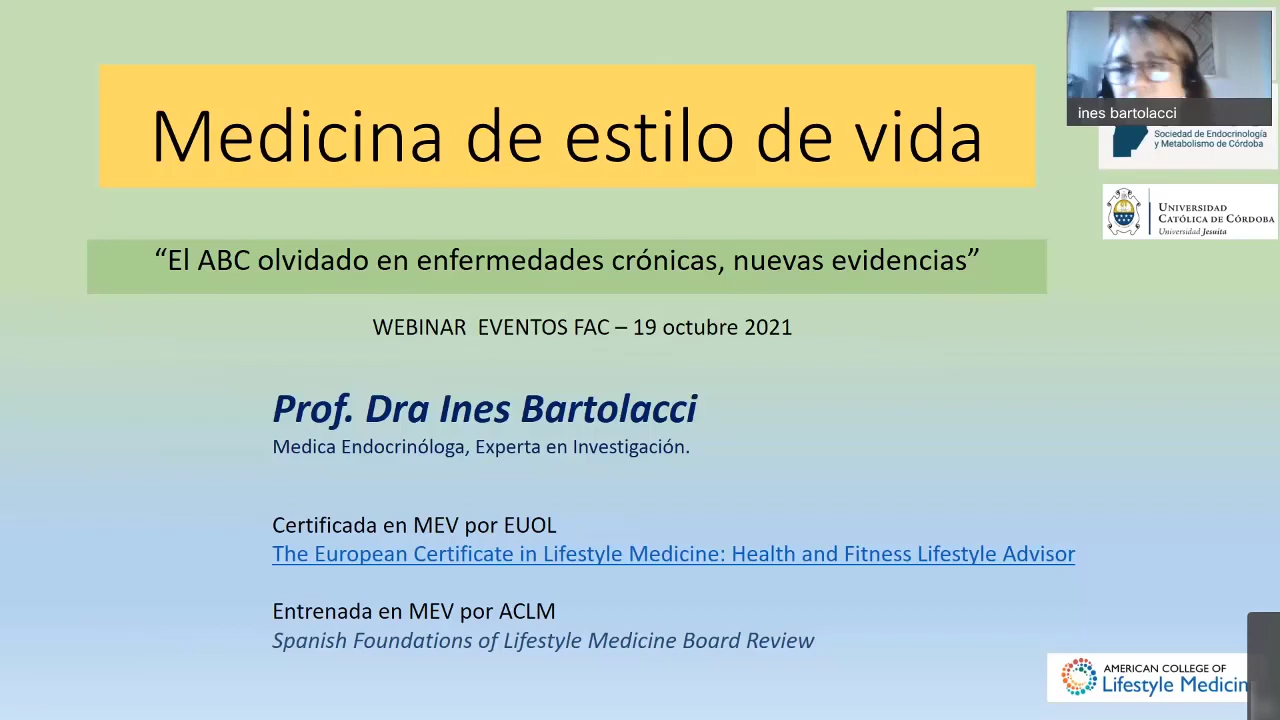 Medicina de estilo de vida
ines bartolacci
Sociedad de Endocrinología
y Metabolismo de Córdoba
UNIVERSIDAD
CATÓLICA DE CÓRDOBA
Universidad Jesuita
“El ABC olvidado en enfermedades crónicas, nuevas evidencias”
WEBINAR EVENTOS FAC – 19 octubre 2021
Prof. Dra Ines Bartolacci
Medica Endocrinóloga, Experta en Investigación.
Certificada en MEV por EUOL
The European Certificate in Lifestyle Medicine: Health and Fitness Lifestyle Advisor
Entrenada en MEV por ACLM
Spanish Foundations of Lifestyle Medicine Board Review
AMERICAN COLLEGE OF
Lifestyle Medicin